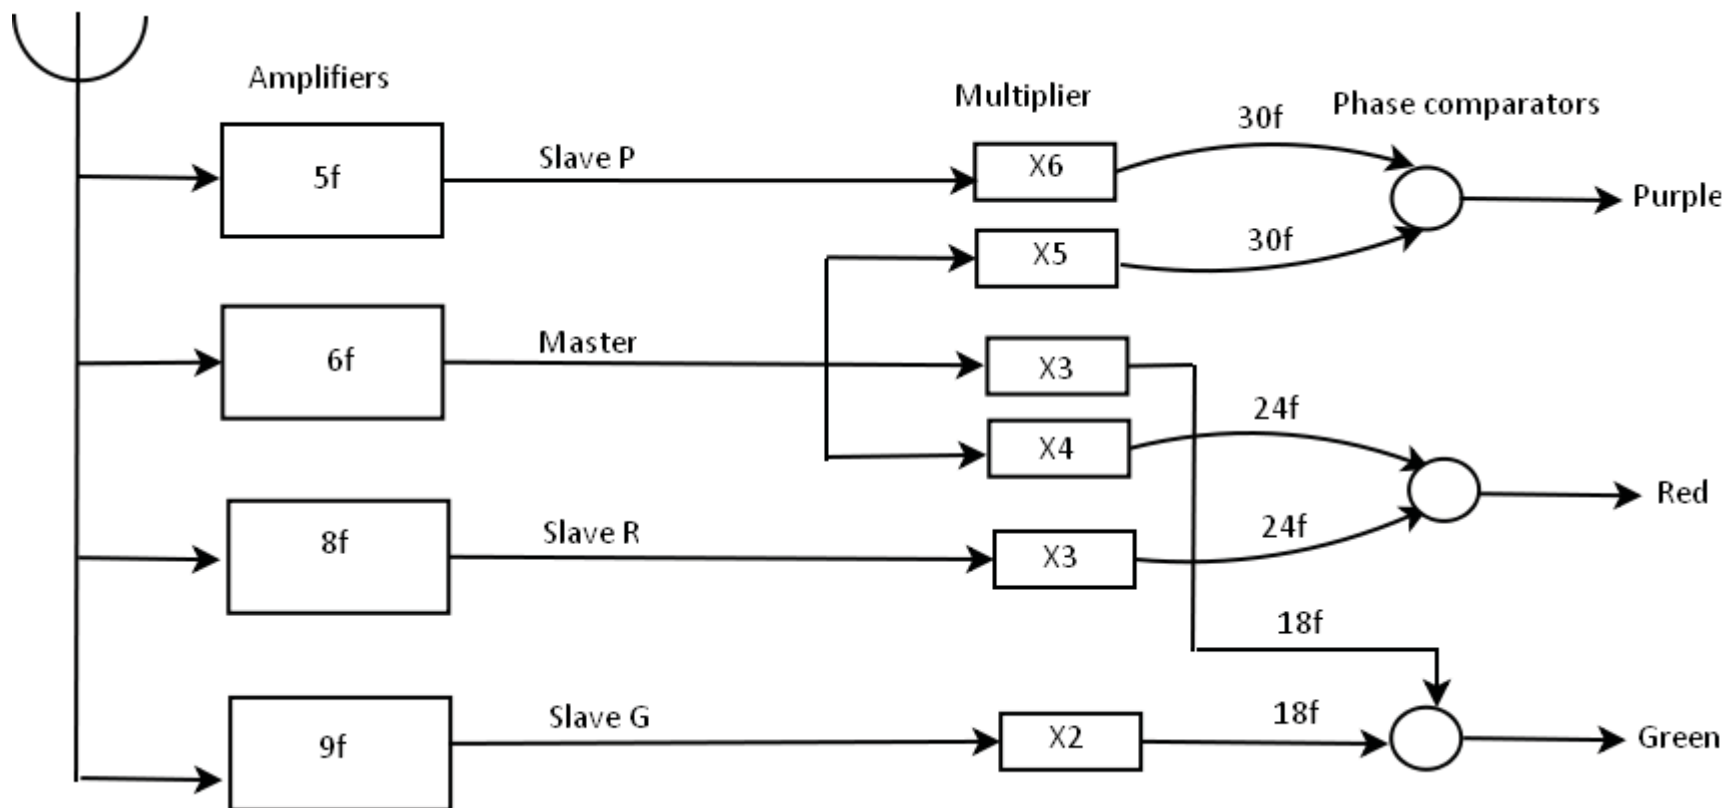 Amplifiers
Multiplier
Phase comparators
5f
Slave P
X6
30f
Purple
X5
30f
6f
Master
X3
X4
24f
Red
8f
Slave R
X3
24f
18f
9f
Slave G
X2
18f
Green